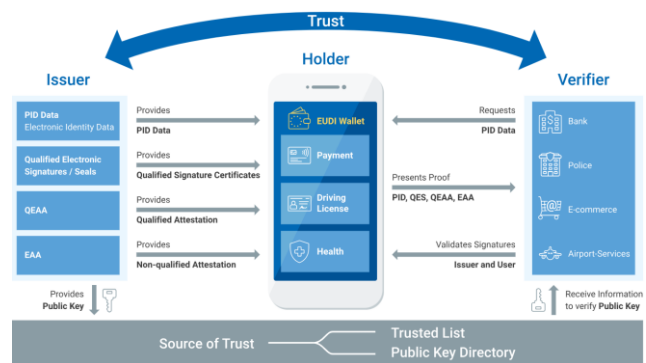 Trust
Issuer
Holder
Verifier
PID Data
Electronic Identity Data
Qualified Electronic
Signatures / Seals
QEAA
EAA
Provides
PID Data
Provides
Qualified Signature Certificates
Provides
Qualified Attestation
Provides
Non-qualified Attestation
EUDI Wallet
Payment
Driving
License
Health
Requests
PID Data
Presents Proof
PID, QES, QEAA, EAA
Validates Signatures
Issuer and User
Bank
Police
E-commerce
Airport-Services
Provides
Public Key
Receive Information
to verify Public Key
Source of Trust
Trusted List
Public Key Directory